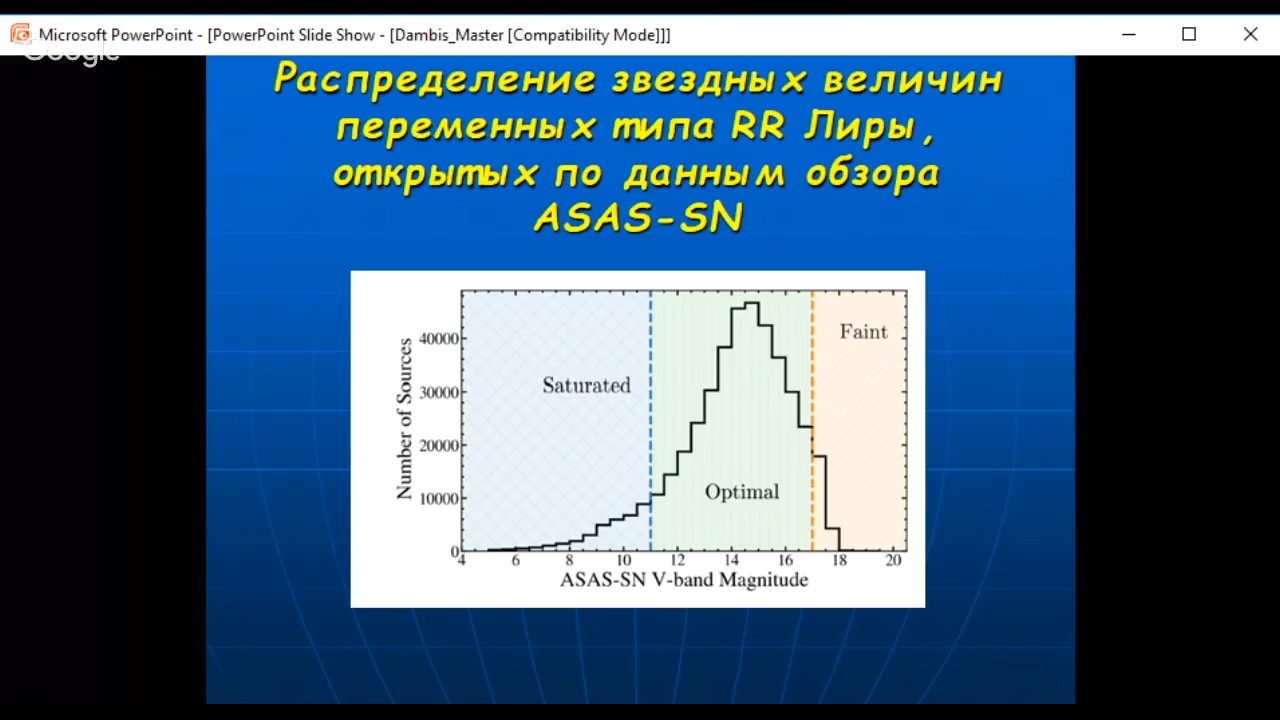 Microsoft PowerPoint - [PowerPoint Slide Show - [Dambis_Master [Compatibility Mode]]]
Google
Распределение звездных величин
переменных типа RR Лиры,
открытых по данным обзора
ASAS-SN
Number of Sources
40000
30000
20000
10000
0
Saturated
Optimal
Faint
4 6 8 10 12 14 16 18 20
ASAS-SN V-band Magnitude